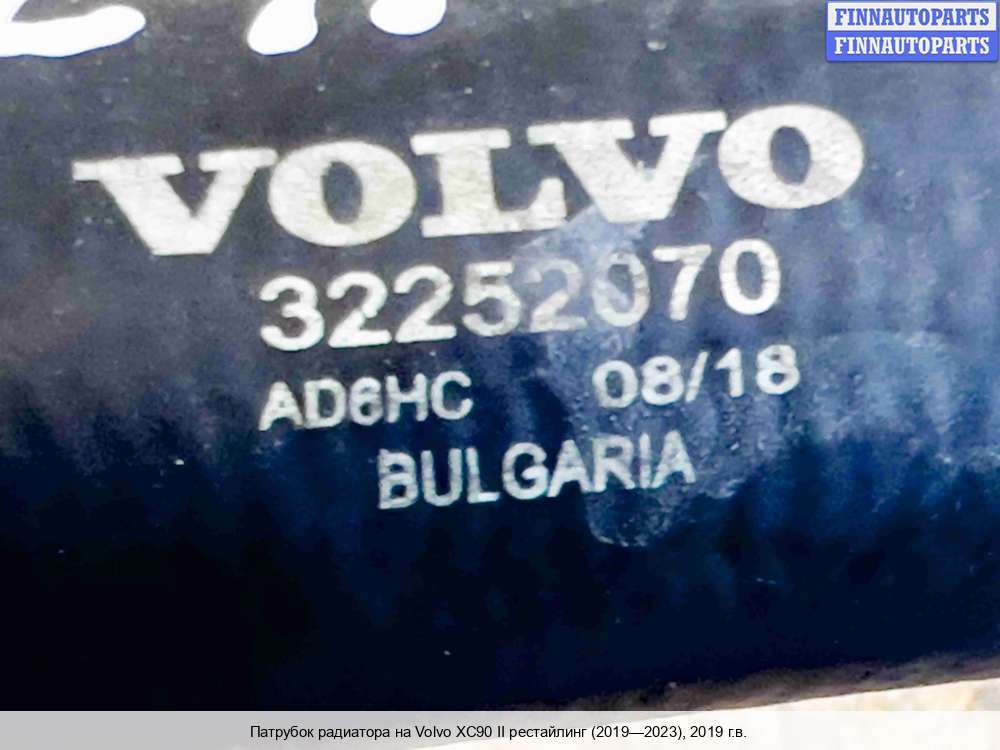 FINNAUTOPARTS
FINNAUTOPARTS
VOLVO
32252070
AD6HC 08/18
BULGARIA
Патрубок радиатора на Volvo XC90 II рестайлинг (2019—2023), 2019 г.в.